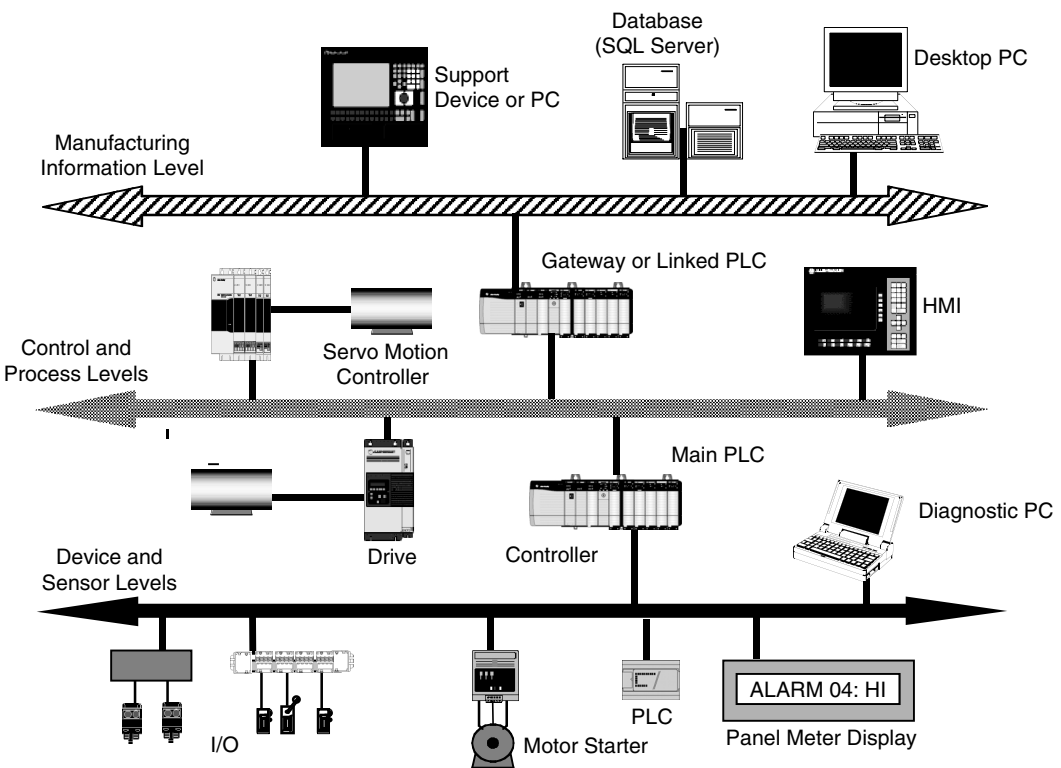 Database
(SQL Server)
Support
Device or PC
Desktop PC
Manufacturing
Information Level
Gateway or Linked PLC
HMI
Servo Motion
Controller
Control and
Process Levels
Main PLC
Diagnostic PC
Drive
Controller
Device and
Sensor Levels
ALARM 04: HI
I/O
Motor Starter
PLC
Panel Meter Display